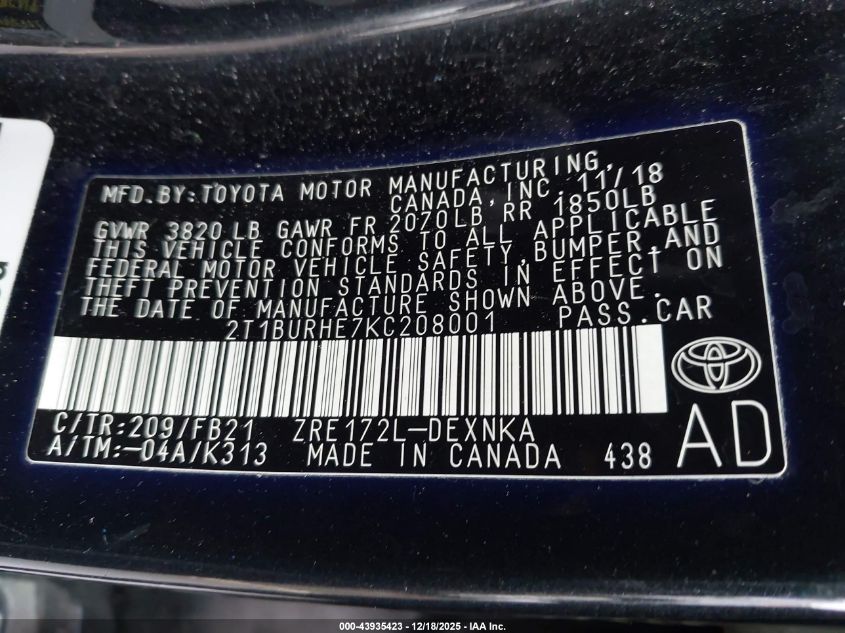 MFD.BY:TOYOTA MOTOR MANUFACTURING,
CANADA,INC. 11/18
GVWR 3820 LB GAWR FR 2070LB RR 1850LB
THIS VEHICLE CONFORMS TO ALL APPLICABLE
FEDERAL MOTOR VEHICLE SAFETY,BUMPER,AND
THEFT PREVENTION STANDARDS IN EFFECT ON
THE DATE OF MANUFACTURE SHOWN ABOVE.
2T1BURHE7KC208001 PASS.CAR
C/TR:209/FB21 ZRE172L-DEXNKA
A/TM:-04A/K313 MADE IN CANADA 438
AD
000-43935423 - 12/18/2025 - IAA Inc.